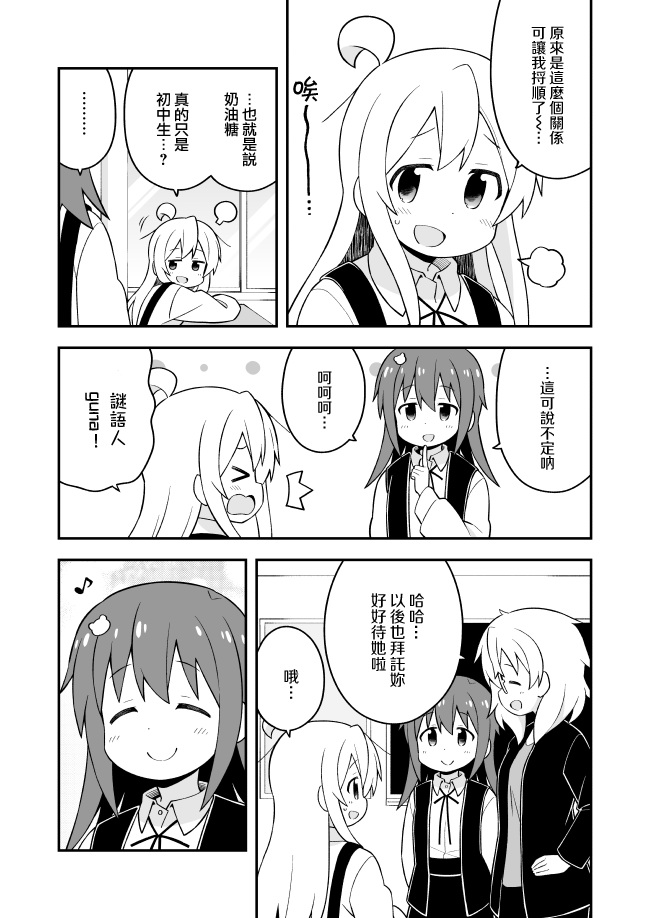 原來是這麼個關係
可讓我捋順了~~…
唉
…
…也就是說
奶油糖
真的只是
初中生…?
………
…這可說不定吶
呵呵呵…
謎語人
guna!
哈哈…
以後也拜託妳
好好待她啦
哦…
♪